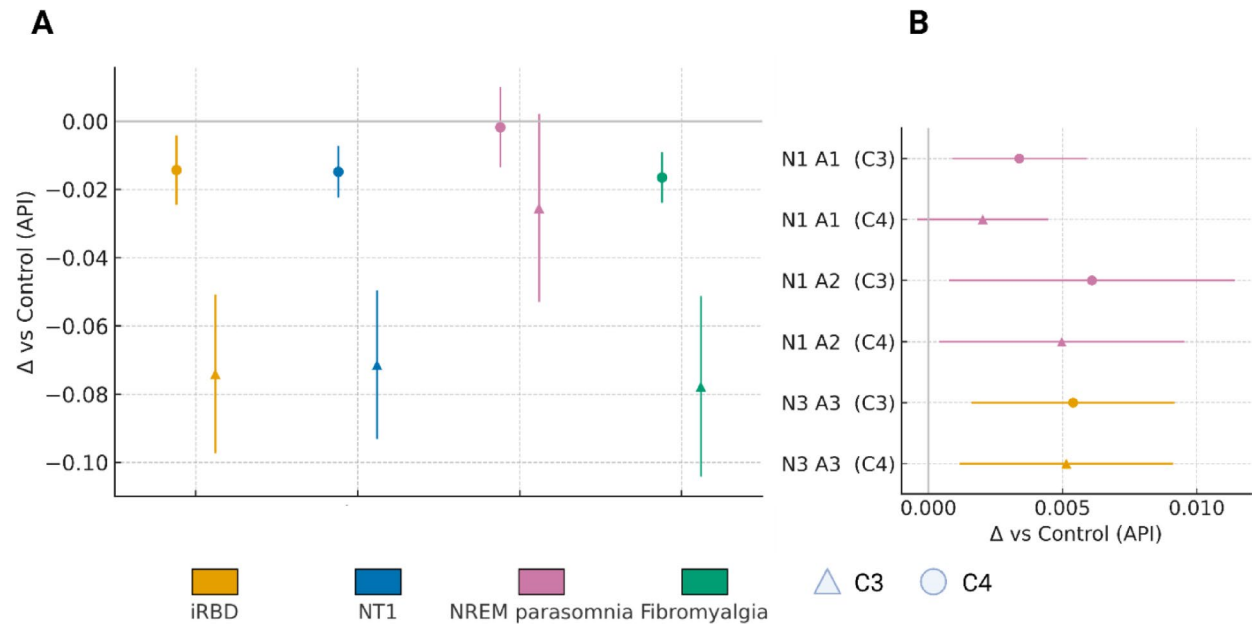 A
B
Δ vs Control (API)
0.00
−0.02
−0.04
−0.06
−0.08
−0.10
N1 A1 (C3)
N1 A1 (C4)
N1 A2 (C3)
N1 A2 (C4)
N3 A3 (C3)
N3 A3 (C4)
0.000 0.005 0.010
Δ vs Control (API)
iRBD NT1 NREM parasomnia Fibromyalgia
C3 C4